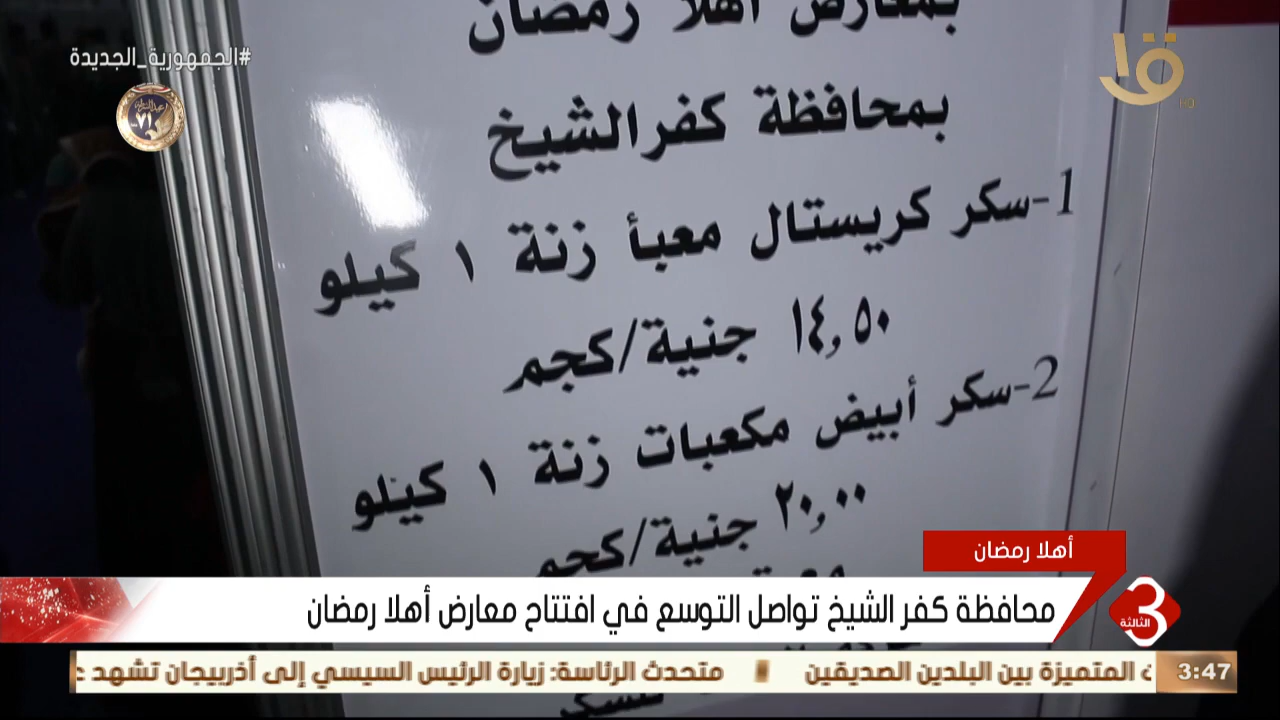 #الجمهورية_الجديدة
بمعارض أهلا رمضان
بمحافظة كفرالشيخ
1-سكر كريستال معبأ زنة ١ كيلو
١٤,٥٠ جنية/كجم
2-سكر أبيض مكعبات زنة ١ كيلو
٢٠,٠٠ جنية/كجم
أهلا رمضان
محافظة كفر الشيخ تواصل التوسع في افتتاح معارض أهلا رمضان
3
الثالثة
3:47
المتميزة بين البلدين الصديقين
متحدث الرئاسة: زيارة الرئيس السيسي إلى أذربيجان تشهد